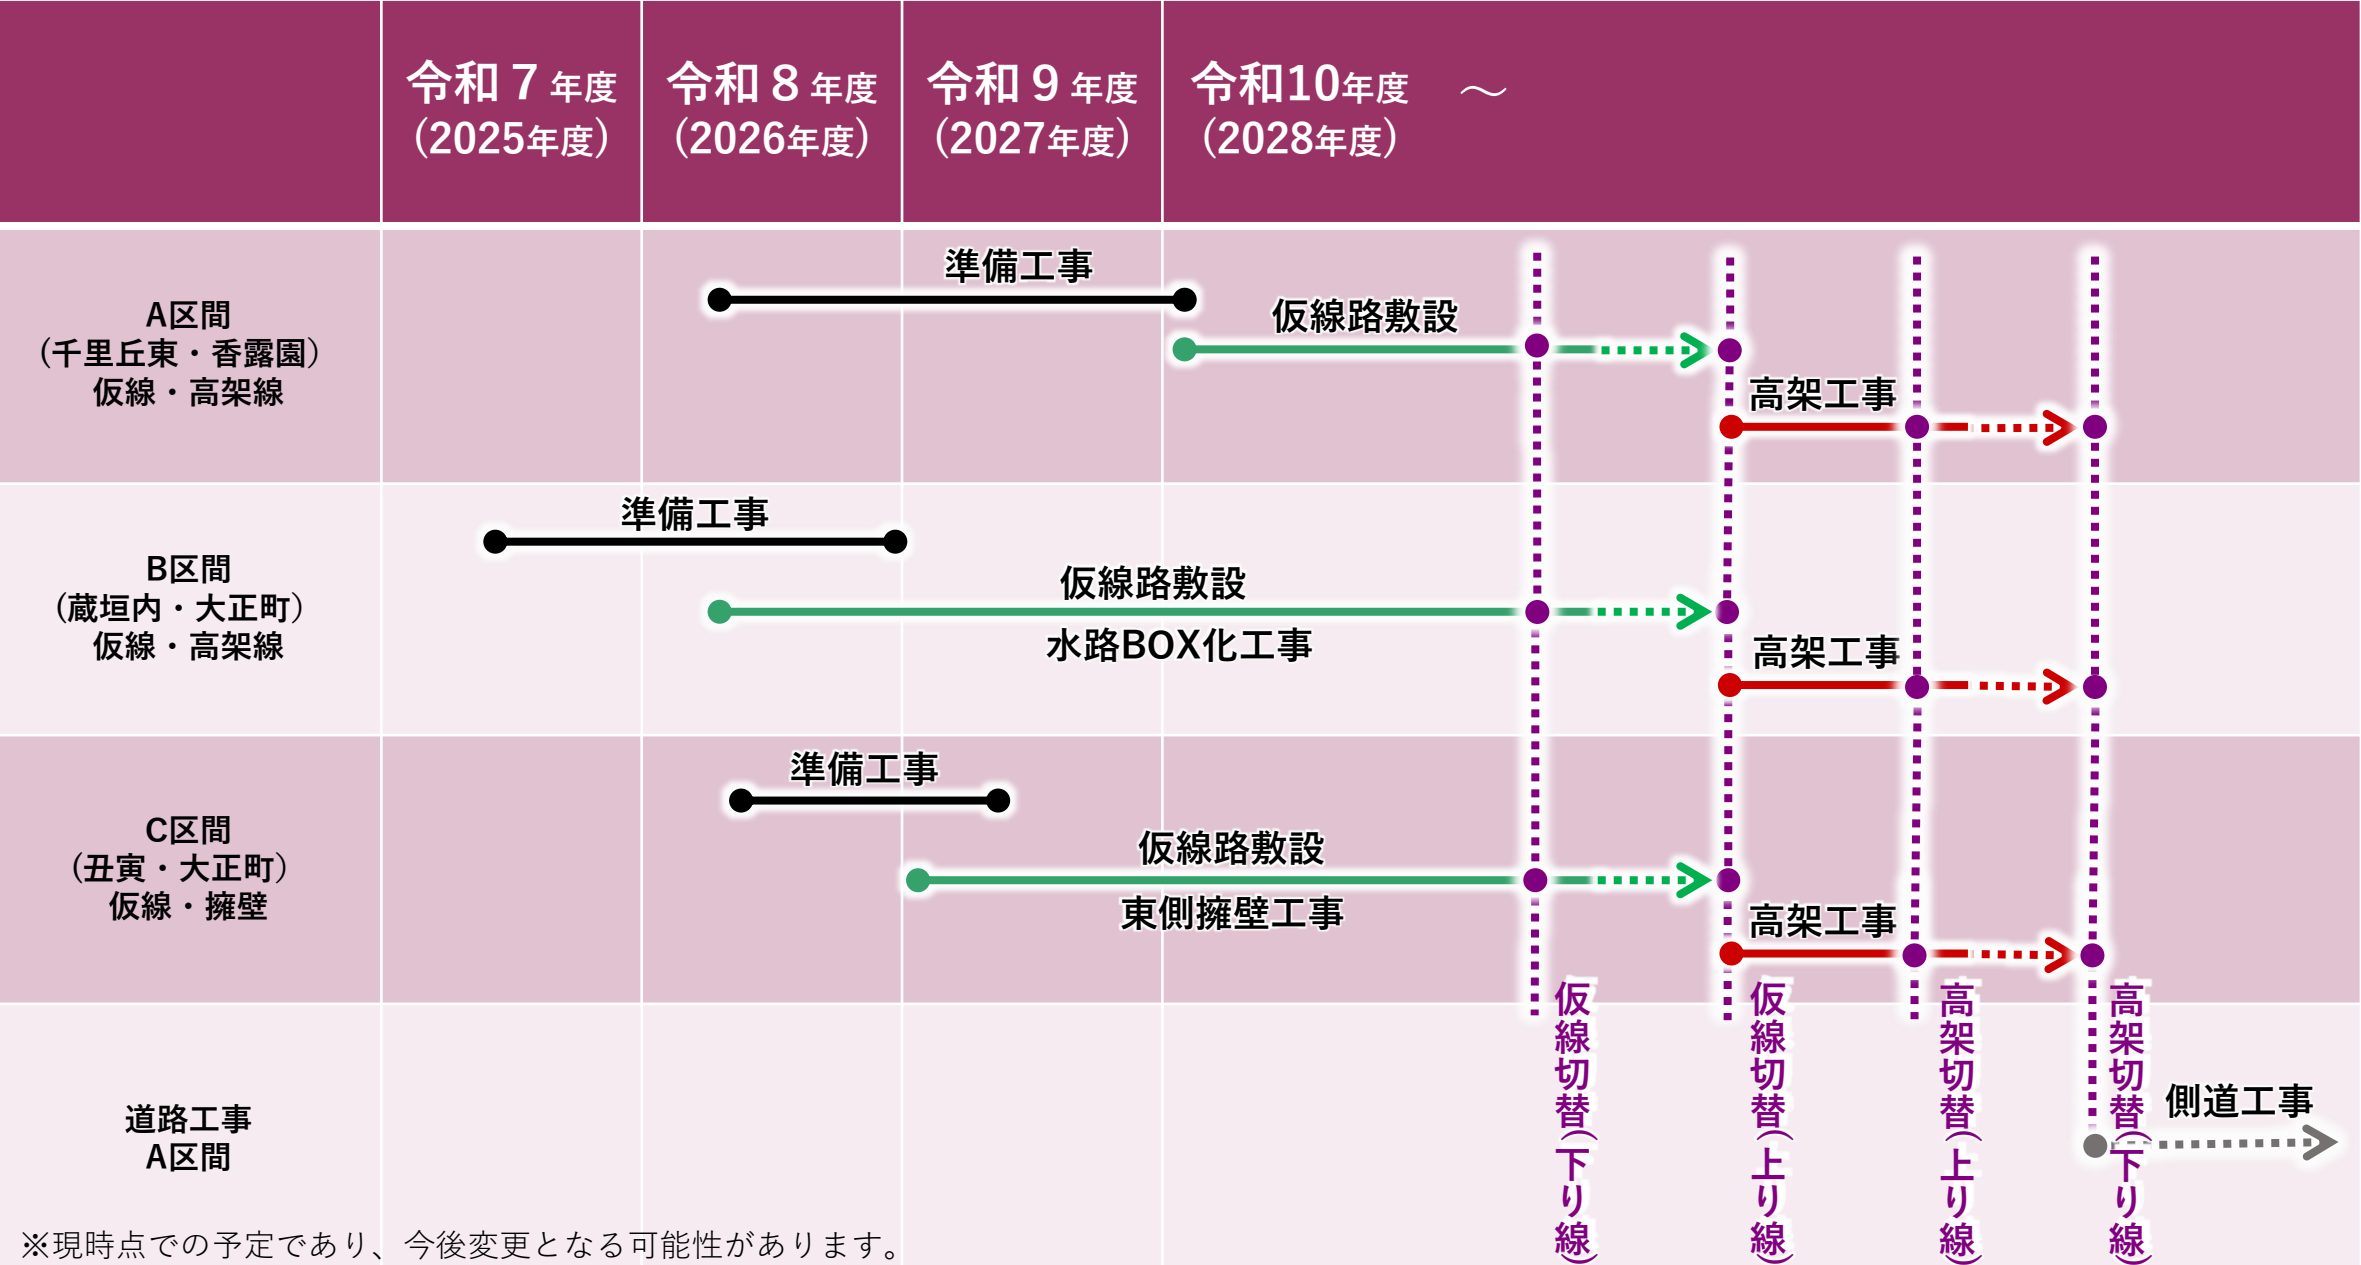 令和７年度
（2025年度）
令和８年度
（2026年度）
令和９年度
（2027年度）
令和10年度　～
（2028年度）
A区間
（千里丘東・香露園）
仮線・高架線
準備工事
仮線路敷設
高架工事
B区間
（蔵垣内・大正町）
仮線・高架線
準備工事
仮線路敷設
水路BOX化工事
高架工事
C区間
（丑寅・大正町）
仮線・擁壁
準備工事
仮線路敷設
東側擁壁工事
高架工事
仮線切替（下り線）
仮線切替（上り線）
高架切替（上り線）
高架切替（下り線）
道路工事
A区間
側道工事
※現時点での予定であり、今後変更となる可能性があります。